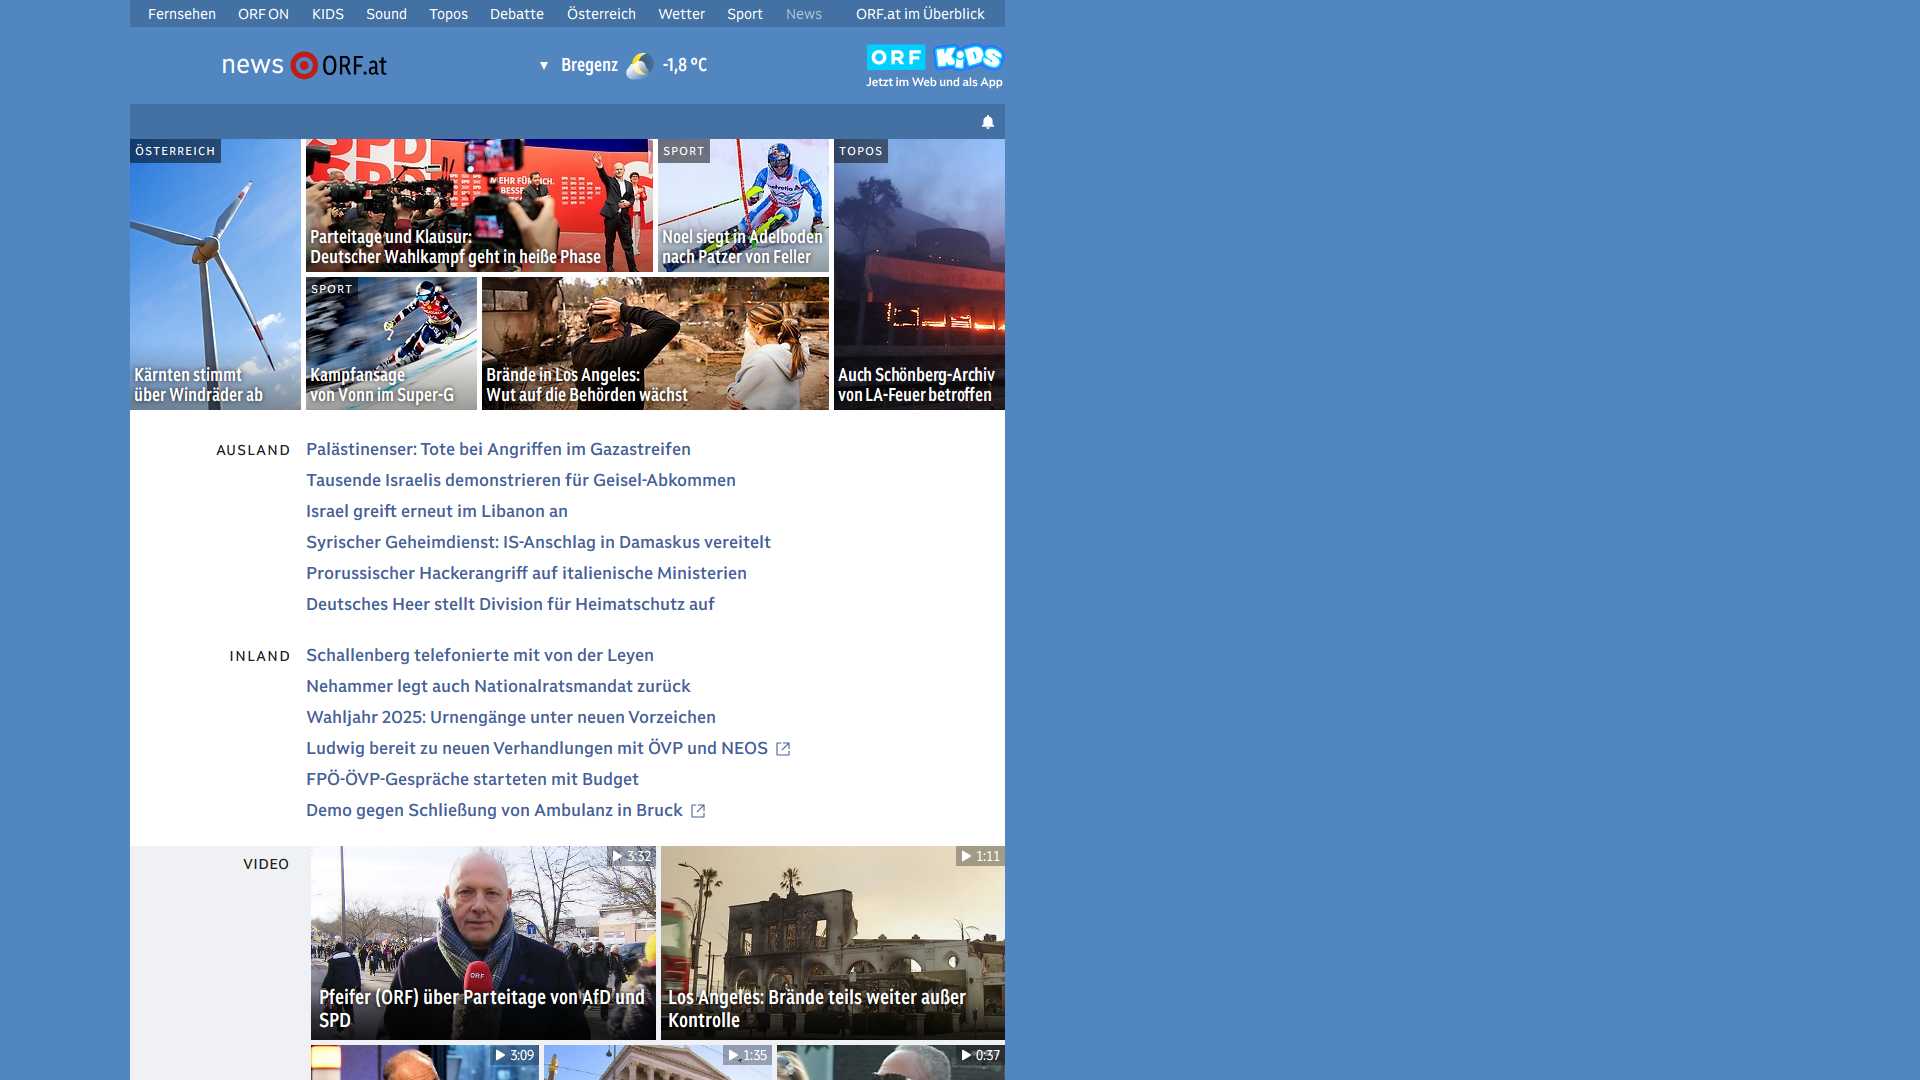 Fernsehen ORF ON KIDS Sound Topos Debatte Österreich Wetter Sport News ORF.at im Überblick
news ORF.at
Bregenz -1,8 °C
ORF KiDS
Jetzt im Web und als App
ÖSTERREICH
Kärnten stimmt
über Windräder ab
Parteitage und Klausur:
Deutscher Wahlkampf geht in heiße Phase
SPORT
Noel siegt in Adelboden
nach Patzer von Feller
TOPOS
Auch Schönberg-Archiv
von LA-Feuer betroffen
SPORT
Kampfansage
von Vonn im Super-G
Brände in Los Angeles:
Wut auf die Behörden wächst
AUSLAND
Palästinenser: Tote bei Angriffen im Gazastreifen
Tausende Israelis demonstrieren für Geisel-Abkommen
Israel greift erneut im Libanon an
Syrischer Geheimdienst: IS-Anschlag in Damaskus vereitelt
Prorussischer Hackerangriff auf italienische Ministerien
Deutsches Heer stellt Division für Heimatschutz auf
INLAND
Schallenberg telefonierte mit von der Leyen
Nehammer legt auch Nationalratsmandat zurück
Wahljahr 2025: Urnengänge unter neuen Vorzeichen
Ludwig bereit zu neuen Verhandlungen mit ÖVP und NEOS
FPÖ-ÖVP-Gespräche starteten mit Budget
Demo gegen Schließung von Ambulanz in Bruck
VIDEO
3:32
Pfeifer (ORF) über Parteitage von AfD und
SPD
1:11
Los Angeles: Brände teils weiter außer
Kontrolle
3:09
1:35
0:37